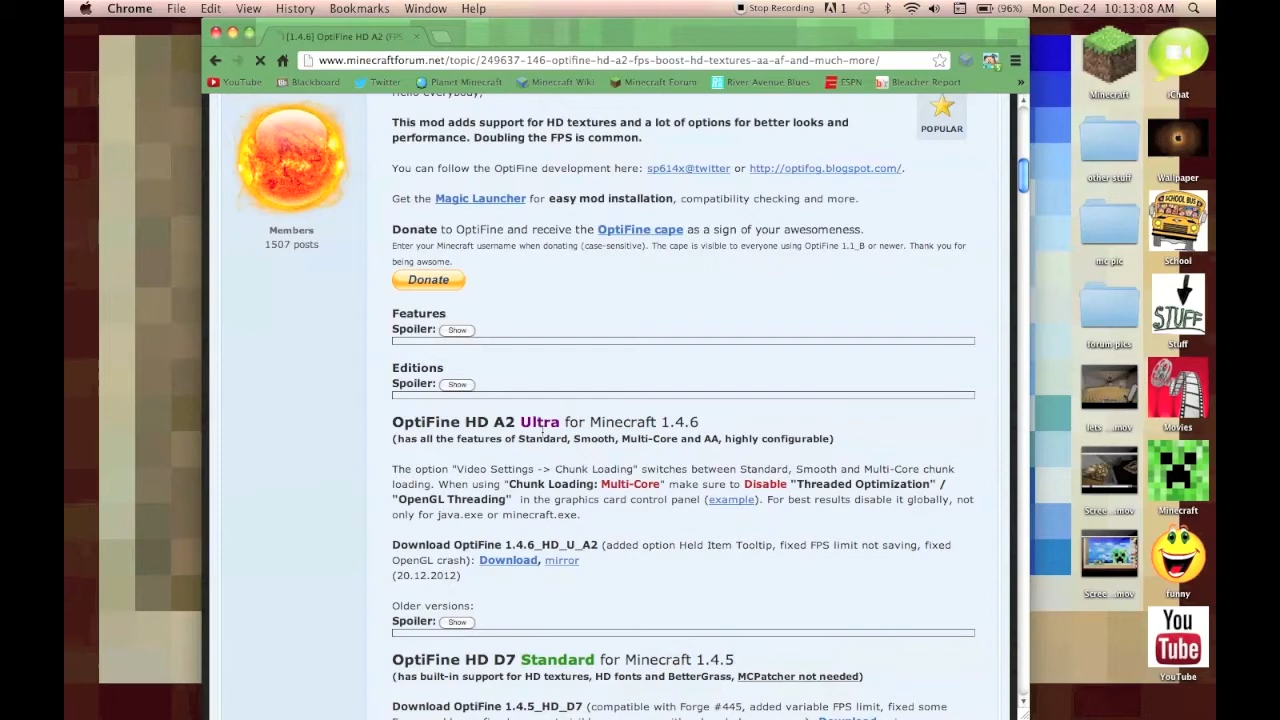 Chrome File Edit View History Bookmarks Window Help Stop Recording 1 (96%) Mon Dec 24 10:13:08 AM
[1.4.6] OptiFine HD A2 (FPS
www.minecraftforum.net/topic/249637-146-optifine-hd-a2-fps-boost-hd-textures-aa-af-and-much-more/
YouTube Blackboard Twitter Planet Minecraft Minecraft Wiki Minecraft Forum River Avenue Blues ESPN Bleacher Report »
Hello everybody,
POPULAR
This mod adds support for HD textures and a lot of options for better looks and
performance. Doubling the FPS is common.
You can follow the OptiFine development here: sp614x@twitter or http://optifog.blogspot.com/.
Get the Magic Launcher for easy mod installation, compatibility checking and more.
Members
1507 posts
Donate to OptiFine and receive the OptiFine cape as a sign of your awesomeness.
Enter your Minecraft username when donating (case-sensitive). The cape is visible to everyone using OptiFine 1.1_B or newer. Thank you for
being awsome.
Donate
Features
Spoiler: Show
Editions
Spoiler: Show
OptiFine HD A2 Ultra for Minecraft 1.4.6
(has all the features of Standard, Smooth, Multi-Core and AA, highly configurable)
The option "Video Settings -> Chunk Loading" switches between Standard, Smooth and Multi-Core chunk
loading. When using "Chunk Loading: Multi-Core" make sure to Disable "Threaded Optimization" /
"OpenGL Threading" in the graphics card control panel (example). For best results disable it globally, not
only for java.exe or minecraft.exe.
Download OptiFine 1.4.6_HD_U_A2 (added option Held Item Tooltip, fixed FPS limit not saving, fixed
OpenGL crash): Download, mirror
(20.12.2012)
Older versions:
Spoiler: Show
OptiFine HD D7 Standard for Minecraft 1.4.5
(has built-in support for HD textures, HD fonts and BetterGrass, MCPatcher not needed)
Download OptiFine 1.4.5_HD_D7 (compatible with Forge #445, added variable FPS limit, fixed some
Minecraft
iChat
other stuff
Wallpaper
mc pic
SCHOOL BUS
School
forum pics
STUFF
Stuff
lets ....mov
Movies
Scree ...mov
Minecraft
Scree ...mov
funny
You
Tube
YouTube